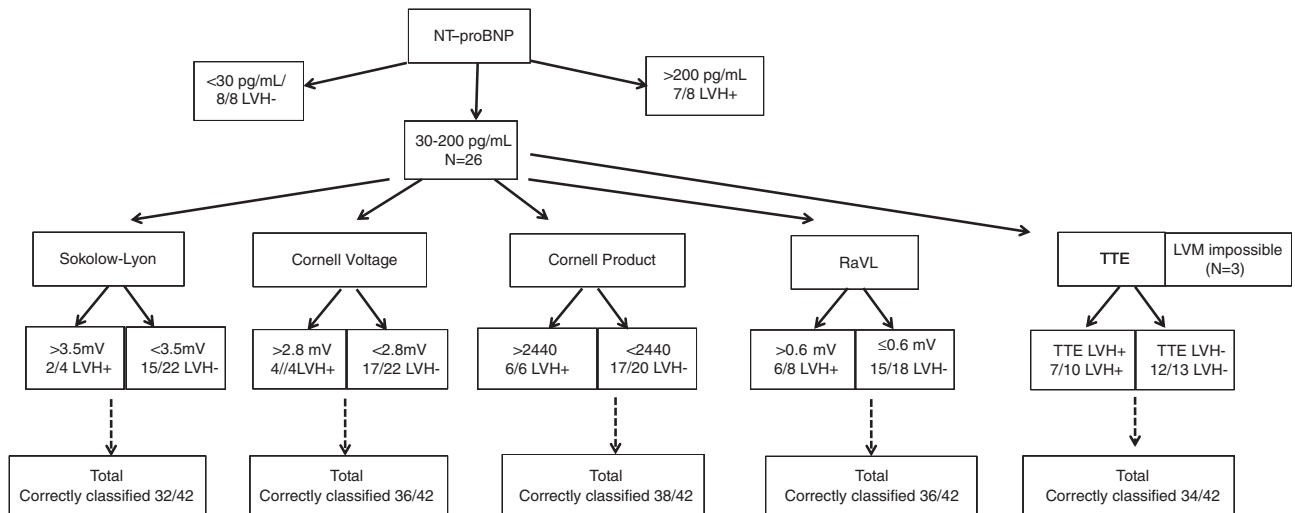 NT–proBNP
<30 pg/mL/
8/8 LVH-
>200 pg/mL
7/8 LVH+
30-200 pg/mL
N=26
Sokolow-Lyon
Cornell Voltage
Cornell Product
RaVL
TTE
LVM impossible
(N=3)
>3.5mV
2/4 LVH+
<3.5mV
15/22 LVH-
>2.8 mV
4//4LVH+
<2.8mV
17/22 LVH-
>2440
6/6 LVH+
<2440
17/20 LVH-
>0.6 mV
6/8 LVH+
≤0.6 mV
15/18 LVH-
TTE LVH+
7/10 LVH+
TTE LVH-
12/13 LVH-
Total
Correctly classified 32/42
Total
Correctly classified 36/42
Total
Correctly classified 38/42
Total
Correctly classified 36/42
Total
Correctly classified 34/42